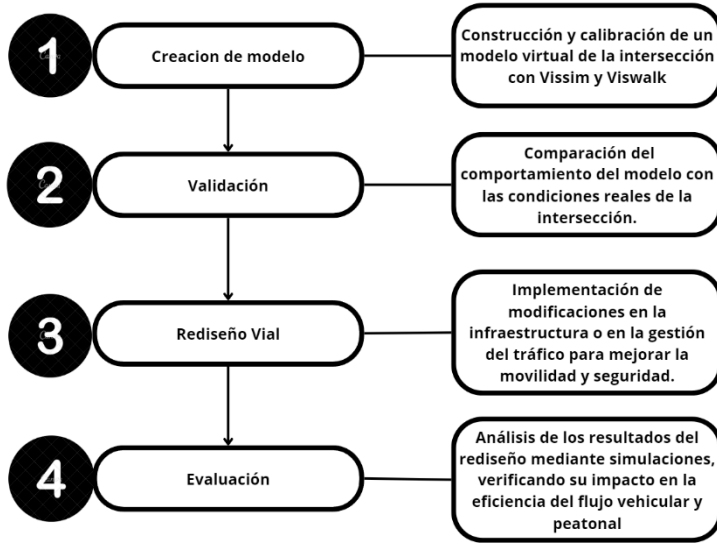 1
Creacion de modelo
Construcción y calibración de un
modelo virtual de la intersección
con Vissim y Viswalk
2
Validación
Comparación del
comportamiento del modelo con
las condiciones reales de la
intersección.
3
Rediseño Vial
Implementación de
modificaciones en la
infraestructura o en la gestión
del tráfico para mejorar la
movilidad y seguridad.
4
Evaluación
Análisis de los resultados del
rediseño mediante simulaciones,
verificando su impacto en la
eficiencia del flujo vehicular y
peatonal